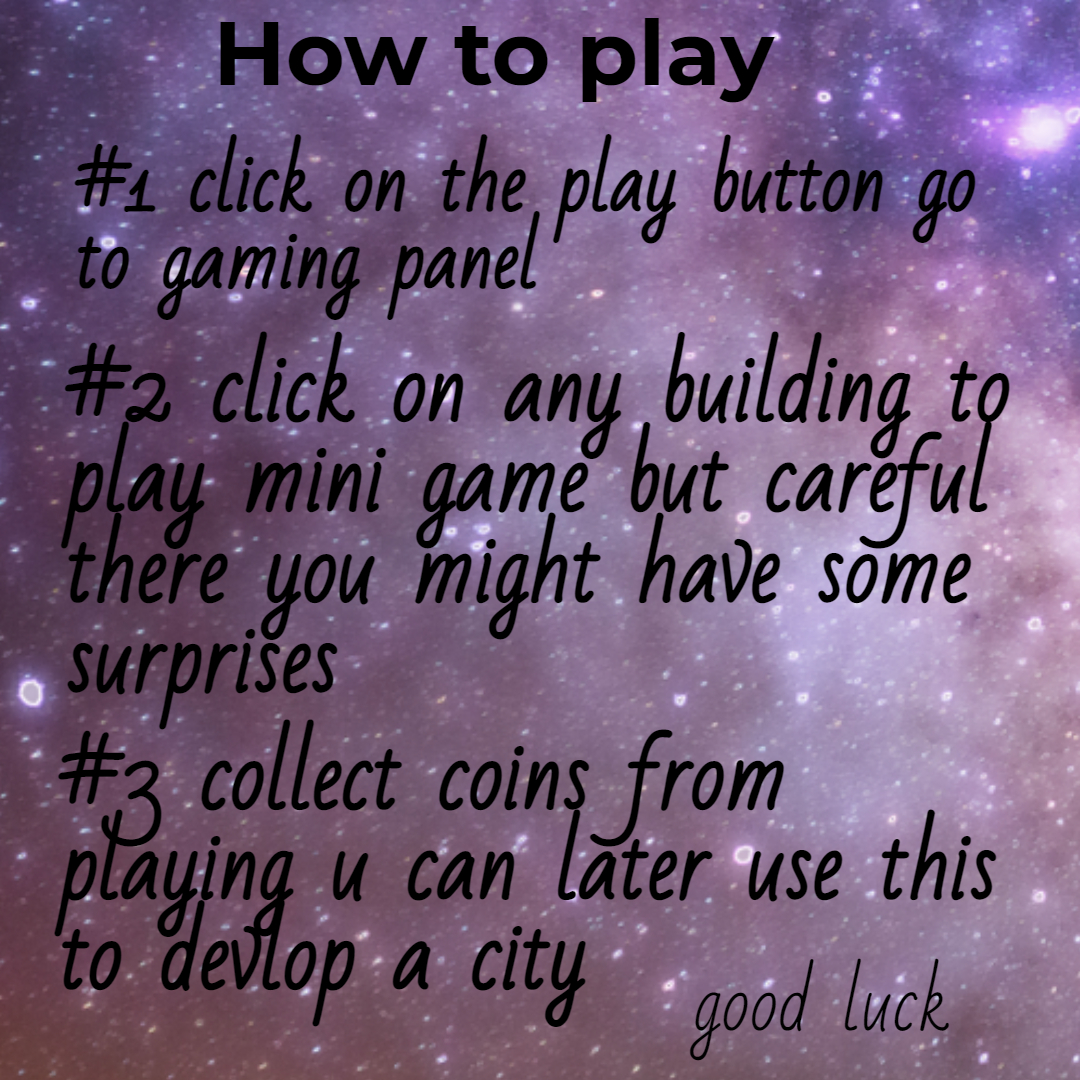 How to play
#1 click on the play button go
to gaming panel
#2 click on any building to
play mini game but careful
there you might have some
surprises
#3 collect coins from
playing u can later use this
to devlop a city
good luck